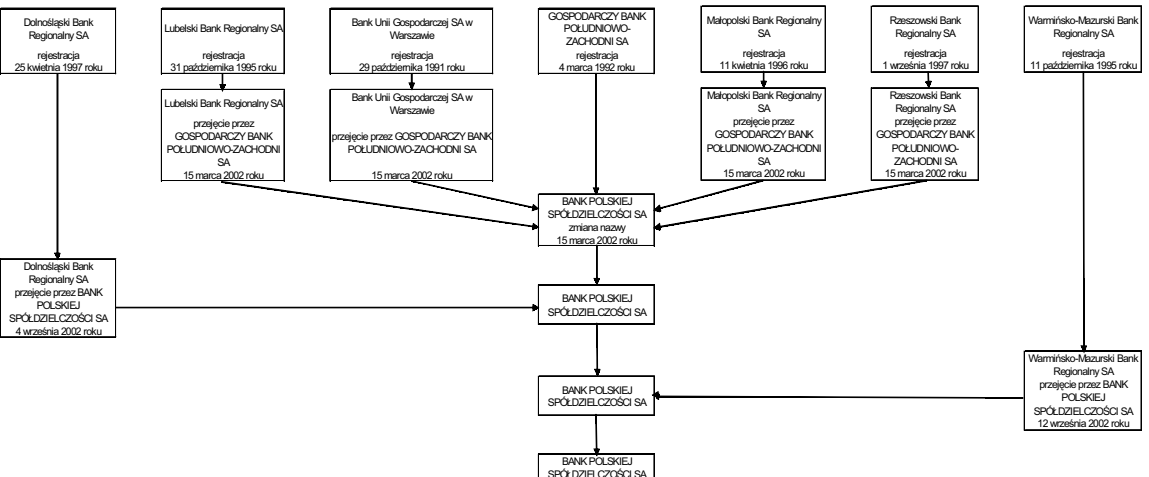 Dolnośląski Bank
Regionalny SA
rejestracja
25 kwietnia 1997 roku
Lubelski Bank Regionalny SA
rejestracja
31 października 1995 roku
Bank Unii Gospodarczej SA w
Warszawie
rejestracja
29 października 1991 roku
GOSPODARCZY BANK
POŁUDNIOWO-
ZACHODNI SA
rejestracja
4 marca 1992 roku
Małopolski Bank Regionalny
SA
rejestracja
11 kwietnia 1996 roku
Rzeszowski Bank
Regionalny SA
rejestracja
1 września 1997 roku
Warmińsko-Mazurski Bank
Regionalny SA
rejestracja
11 października 1995 roku
Lubelski Bank Regionalny SA
przejęcie przez
GOSPODARCZY BANK
POŁUDNIOWO-ZACHODNI
SA
15 marca 2002 roku
Bank Unii Gospodarczej SA w
Warszawie
przejęcie przez GOSPODARCZY BANK
POŁUDNIOWO-ZACHODNI SA
15 marca 2002 roku
Małopolski Bank Regionalny
SA
przejęcie przez
GOSPODARCZY BANK
POŁUDNIOWO-ZACHODNI
SA
15 marca 2002 roku
Rzeszowski Bank
Regionalny SA
przejęcie przez
GOSPODARCZY BANK
POŁUDNIOWO-
ZACHODNI SA
15 marca 2002 roku
BANK POLSKIEJ
SPÓŁDZIELCZOŚCI SA
zmiana nazwy
15 marca 2002 roku
Dolnośląski Bank
Regionalny SA
przejęcie przez BANK
POLSKIEJ
SPÓŁDZIELCZOŚCI SA
4 września 2002 roku
BANK POLSKIEJ
SPÓŁDZIELCZOŚCI SA
Warmińsko-Mazurski Bank
Regionalny SA
przejęcie przez BANK
POLSKIEJ
SPÓŁDZIELCZOŚCI SA
12 września 2002 roku
BANK POLSKIEJ
SPÓŁDZIELCZOŚCI SA
BANK POLSKIEJ
SPÓŁDZIELCZOŚCI SA